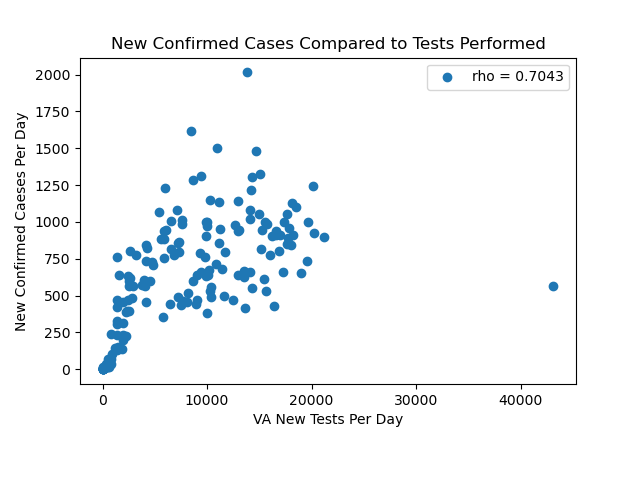 New Confirmed Cases Compared to Tests Performed
rho = 0.7043
New Confirmed Caeses Per Day
2000
1750
1500
1250
1000
750
500
250
0
0 10000 20000 30000 40000
VA New Tests Per Day